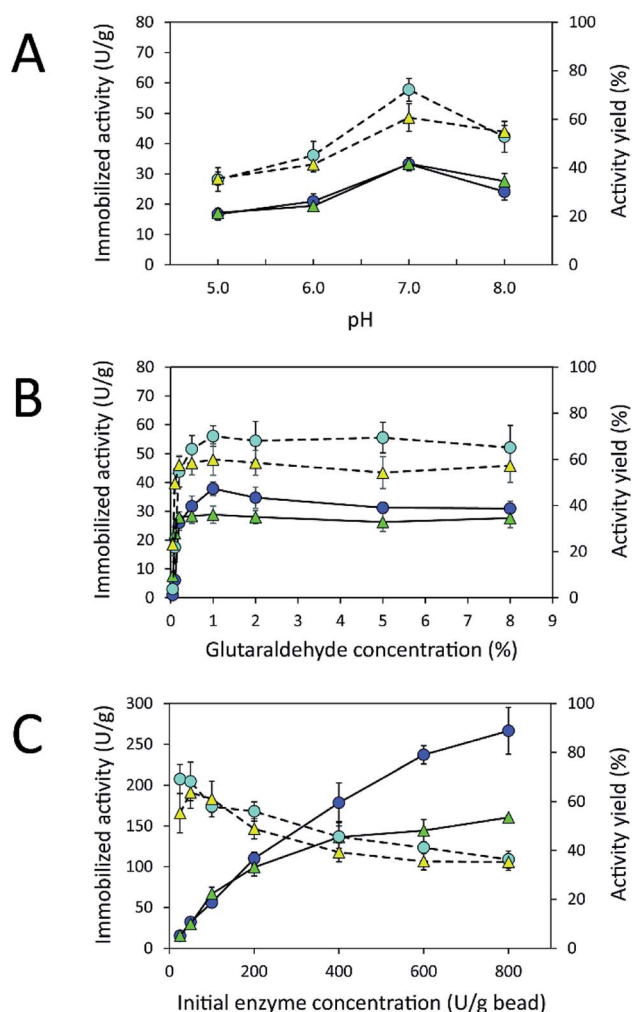 A
Immobilized activity (U/g)
80
70
60
50
40
30
20
10
0
100
80
60
40
20
0
Activity yield (%)
5.0 6.0 7.0 8.0
pH
B
Immobilized activity (U/g)
80
70
60
50
40
30
20
10
0
100
80
60
40
20
0
Activity yield (%)
0 1 2 3 4 5 6 7 8 9
Glutaraldehyde concentration (%)
C
Immobilized activity (U/g)
300
250
200
150
100
50
0
100
80
60
40
20
0
Activity yield (%)
0 200 400 600 800
Initial enzyme concentration (U/g bead)